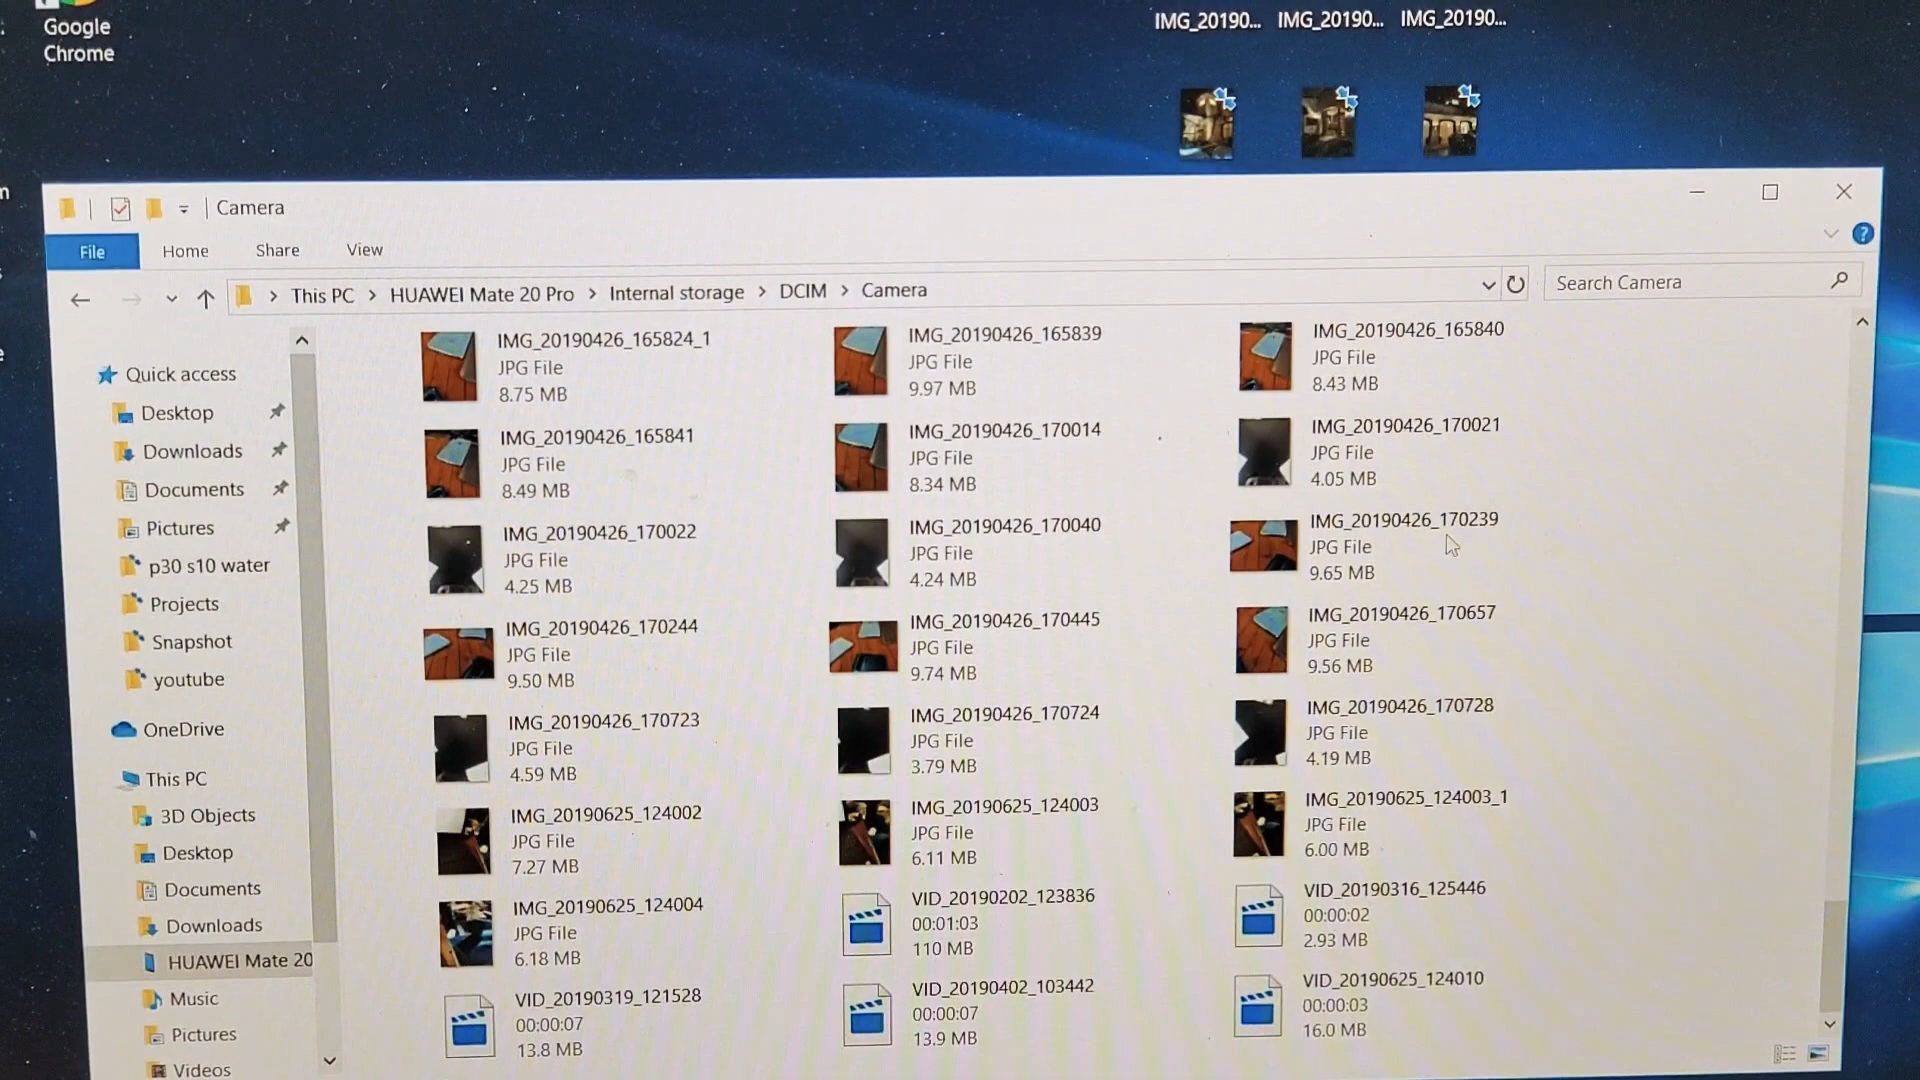 Google
Chrome
IMG_20190...
IMG_20190...
IMG_20190...
Camera
File
Home
Share
View
This PC
HUAWEI Mate 20 Pro
Internal storage
DCIM
Camera
Search Camera
Quick access
Desktop
Downloads
Documents
Pictures
p30 s10 water
Projects
Snapshot
youtube
OneDrive
This PC
3D Objects
Desktop
Documents
Downloads
HUAWEI Mate 20
Music
Pictures
Videos
IMG_20190426_165824_1
JPG File
8.75 MB
IMG_20190426_165839
JPG File
9.97 MB
IMG_20190426_165840
JPG File
8.43 MB
IMG_20190426_165841
JPG File
8.49 MB
IMG_20190426_170014
JPG File
8.34 MB
IMG_20190426_170021
JPG File
4.05 MB
IMG_20190426_170022
JPG File
4.25 MB
IMG_20190426_170040
JPG File
4.24 MB
IMG_20190426_170239
JPG File
9.65 MB
IMG_20190426_170244
JPG File
9.50 MB
IMG_20190426_170445
JPG File
9.74 MB
IMG_20190426_170657
JPG File
9.56 MB
IMG_20190426_170723
JPG File
4.59 MB
IMG_20190426_170724
JPG File
3.79 MB
IMG_20190426_170728
JPG File
4.19 MB
IMG_20190625_124002
JPG File
7.27 MB
IMG_20190625_124003
JPG File
6.11 MB
IMG_20190625_124003_1
JPG File
6.00 MB
IMG_20190625_124004
JPG File
6.18 MB
VID_20190202_123836
00:01:03
110 MB
VID_20190316_125446
00:00:02
2.93 MB
VID_20190319_121528
00:00:07
13.8 MB
VID_20190402_103442
00:00:07
13.9 MB
VID_20190625_124010
00:00:03
16.0 MB